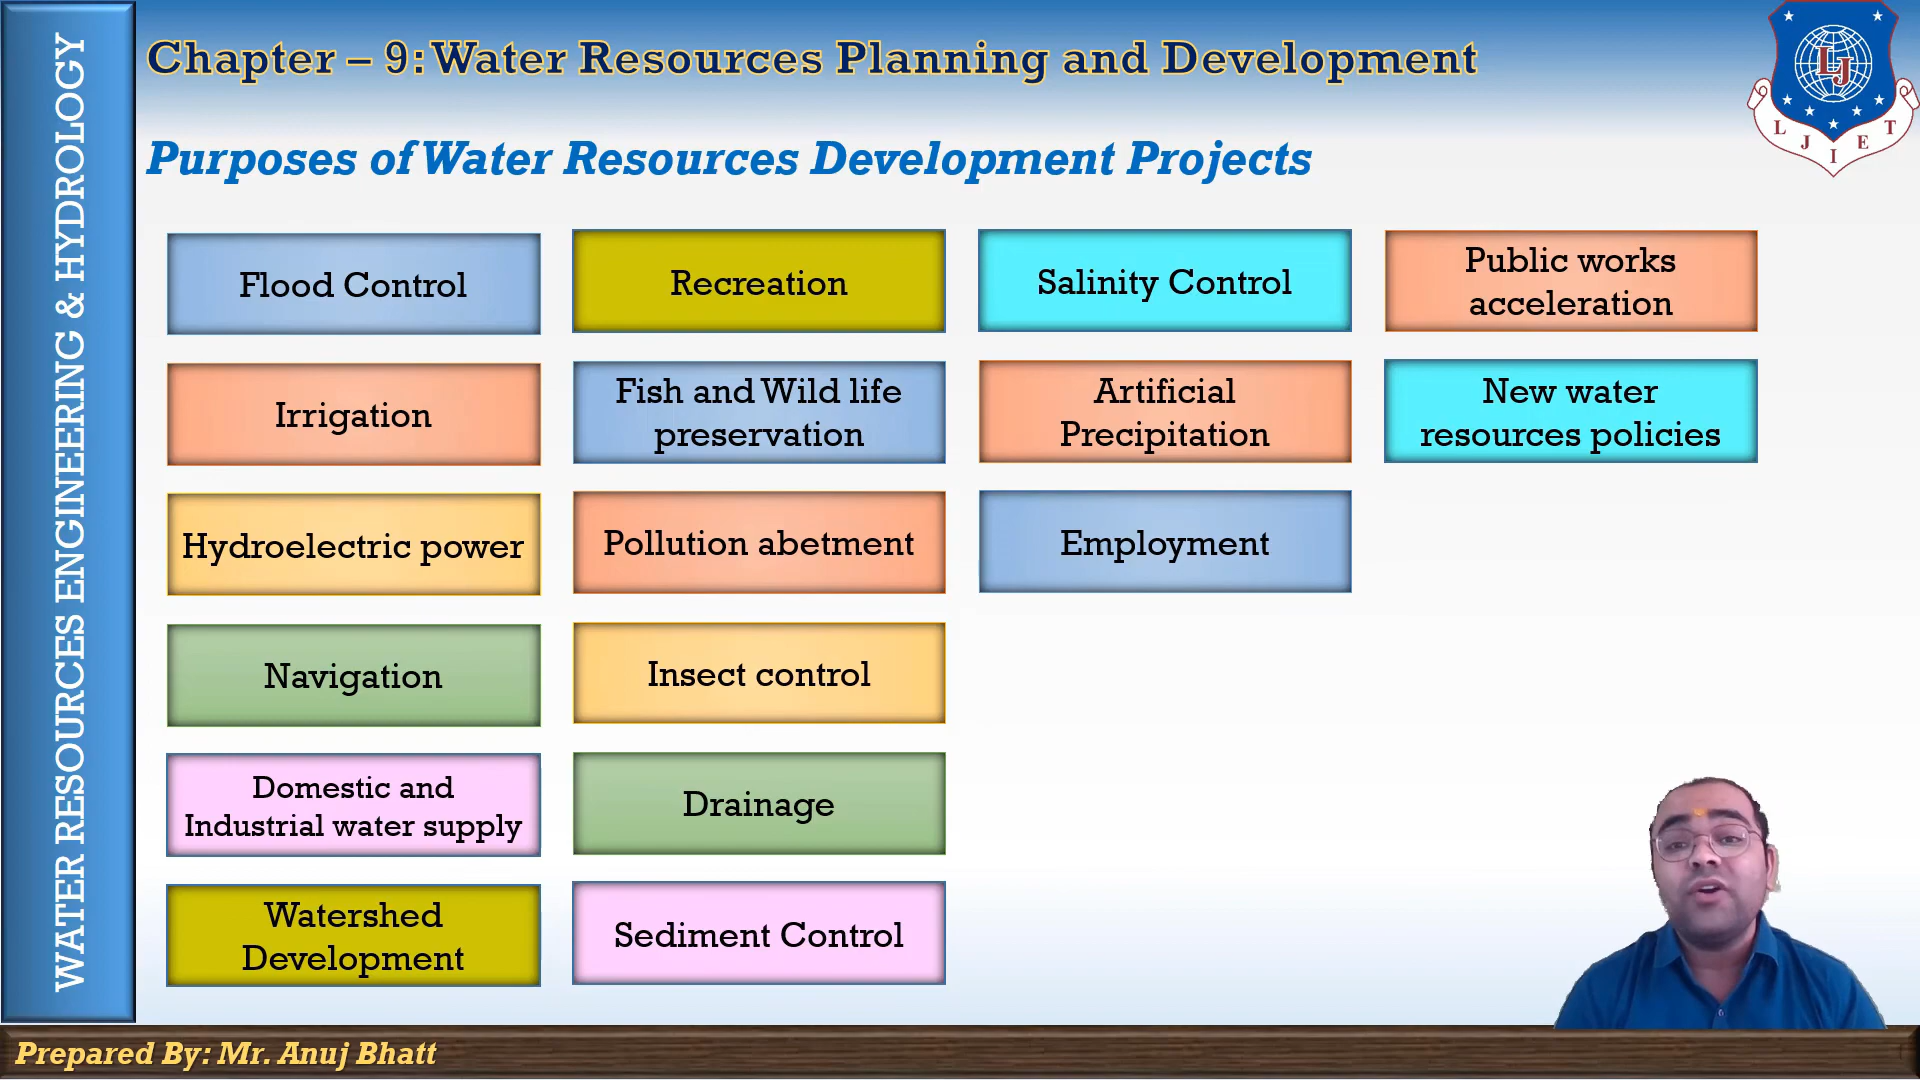 WATER RESOURCES ENGINEERING & HYDROLOGY
Chapter – 9: Water Resources Planning and Development
LJ
L J I E T
Purposes of Water Resources Development Projects
Flood Control
Irrigation
Hydroelectric power
Navigation
Domestic and
Industrial water supply
Watershed
Development
Recreation
Fish and Wild life
preservation
Pollution abetment
Insect control
Drainage
Sediment Control
Salinity Control
Artificial
Precipitation
Employment
Public works
acceleration
New water
resources policies
Prepared By: Mr. Anuj Bhatt